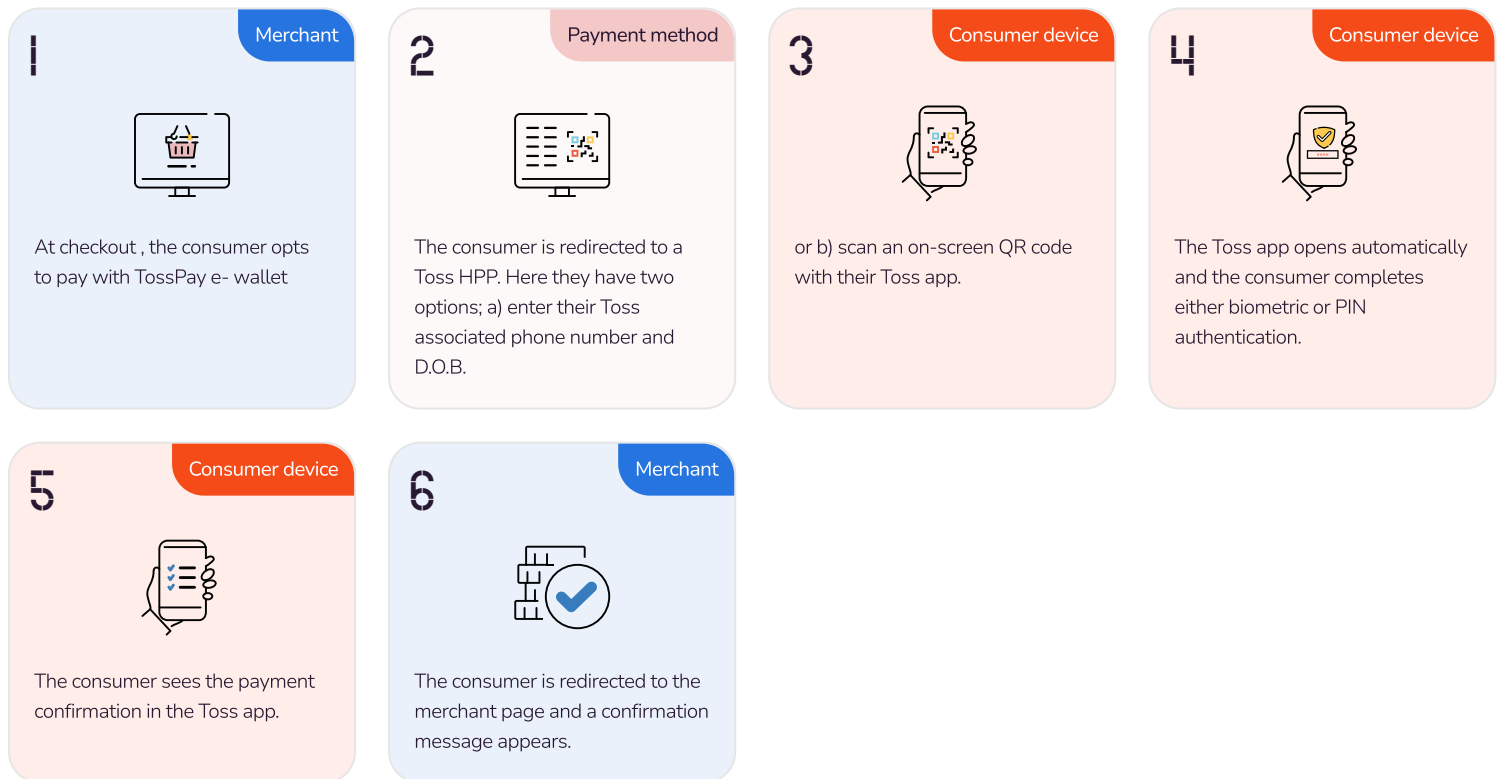 1
Merchant
At checkout , the consumer opts
to pay with TossPay e- wallet
2
Payment method
The consumer is redirected to a
Toss HPP. Here they have two
options; a) enter their Toss
associated phone number and
D.O.B.
3
Consumer device
or b) scan an on-screen QR code
with their Toss app.
4
Consumer device
The Toss app opens automatically
and the consumer completes
either biometric or PIN
authentication.
5
Consumer device
The consumer sees the payment
confirmation in the Toss app.
6
Merchant
The consumer is redirected to the
merchant page and a confirmation
message appears.